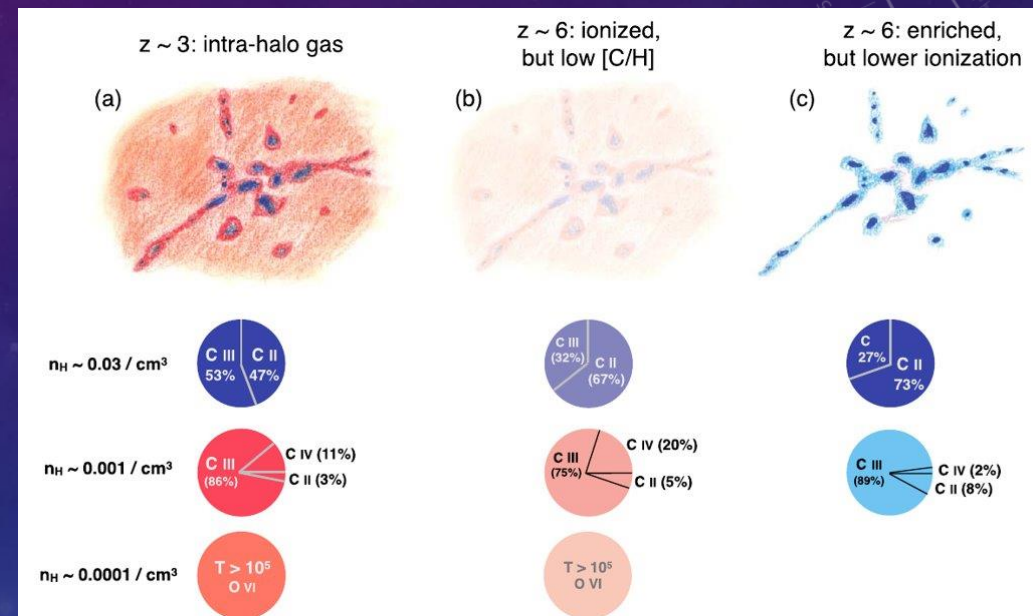 z ~ 3: intra-halo gas
z ~ 6: ionized,
but low [C/H]
z ~ 6: enriched,
but lower ionization
(a)
(b)
(c)
nH ~ 0.03 / cm³
C III
53%
C II
47%
C III
(32%)
C II
(67%)
C
27%
C II
73%
nH ~ 0.001 / cm³
C III
(86%)
C IV (11%)
C II (3%)
C III
(75%)
C IV (20%)
C II (5%)
C III
(89%)
C IV (2%)
C II (8%)
nH ~ 0.0001 / cm³
T > 10⁵
O VI
T > 10⁵
O VI